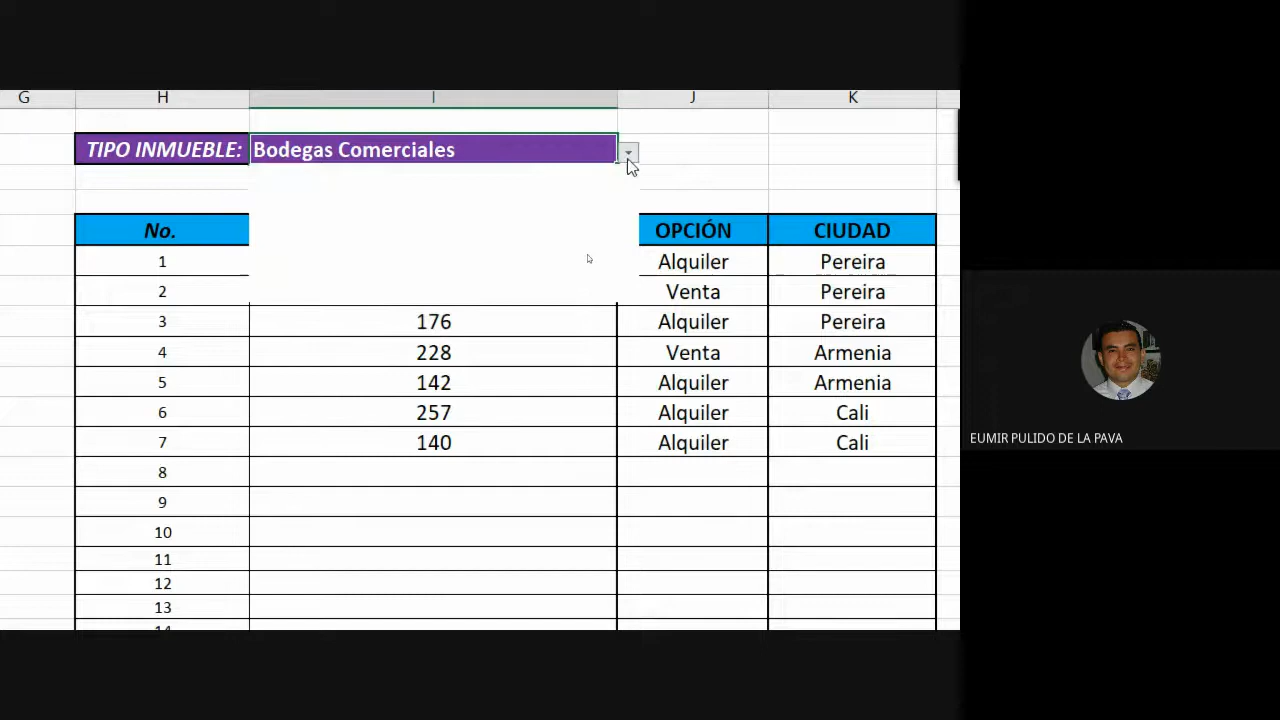 G H I J K
TIPO INMUEBLE: Bodegas Comerciales
No. OPCIÓN CIUDAD
1 Alquiler Pereira
2 Venta Pereira
3 176 Alquiler Pereira
4 228 Venta Armenia
5 142 Alquiler Armenia
6 257 Alquiler Cali
7 140 Alquiler Cali
8
9
10
11
12
13
14
EUMIR PULIDO DE LA PAVA